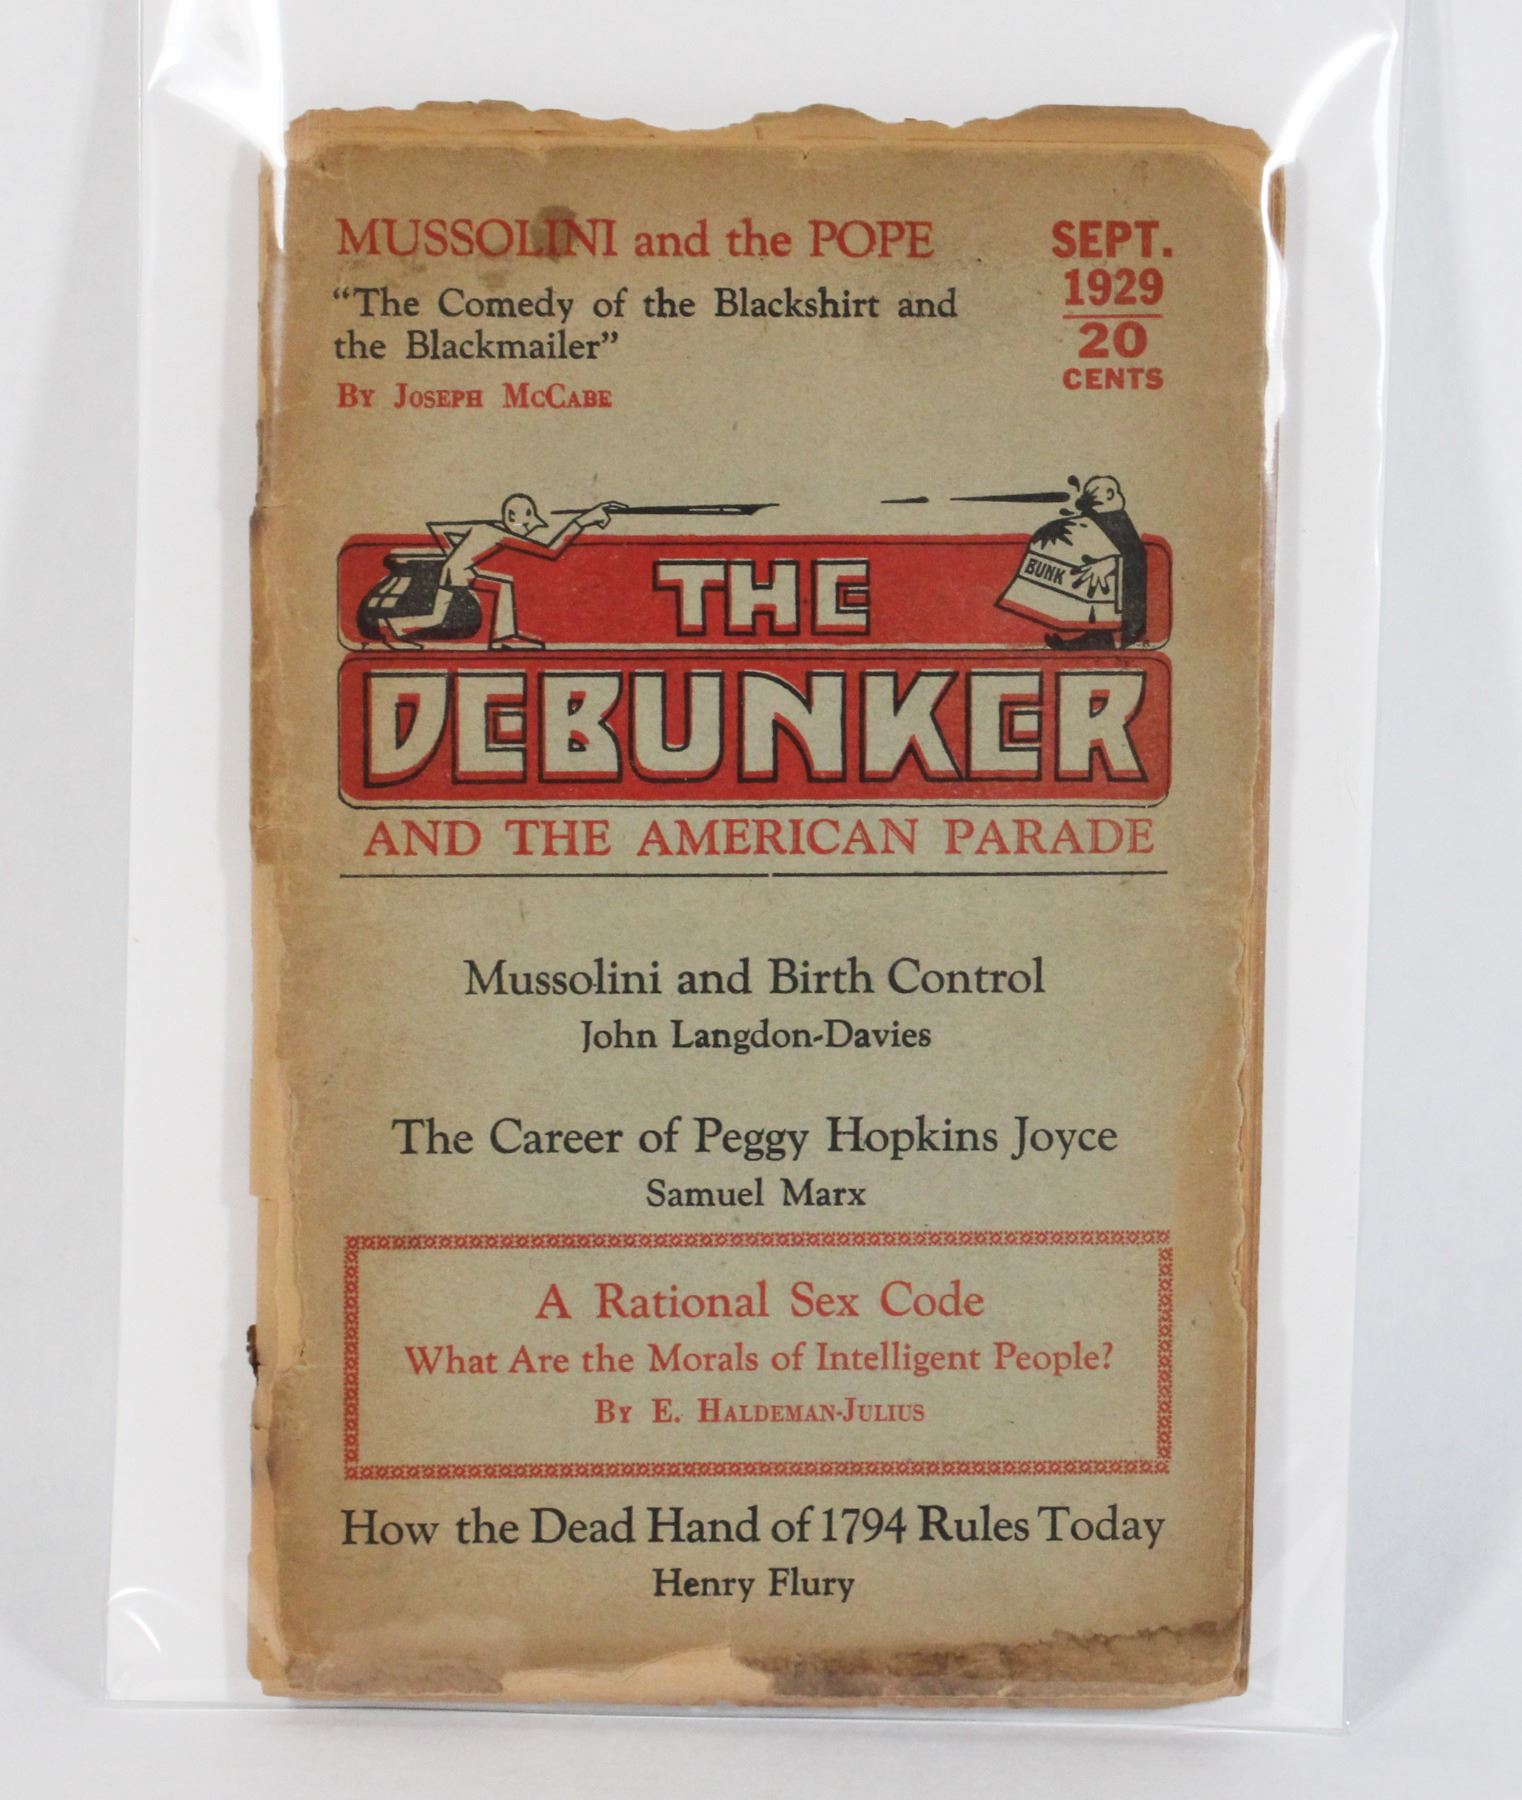 MUSSOLINI and the POPE
"The Comedy of the Blackshirt and
the Blackmailer"
By Joseph McCabe
SEPT.
1929
20
CENTS
BUNK
THE
DEBUNKER
AND THE AMERICAN PARADE
Mussolini and Birth Control
John Langdon-Davies
The Career of Peggy Hopkins Joyce
Samuel Marx
A Rational Sex Code
What Are the Morals of Intelligent People?
By E. Haldeman-Julius
How the Dead Hand of 1794 Rules Today
Henry Flury